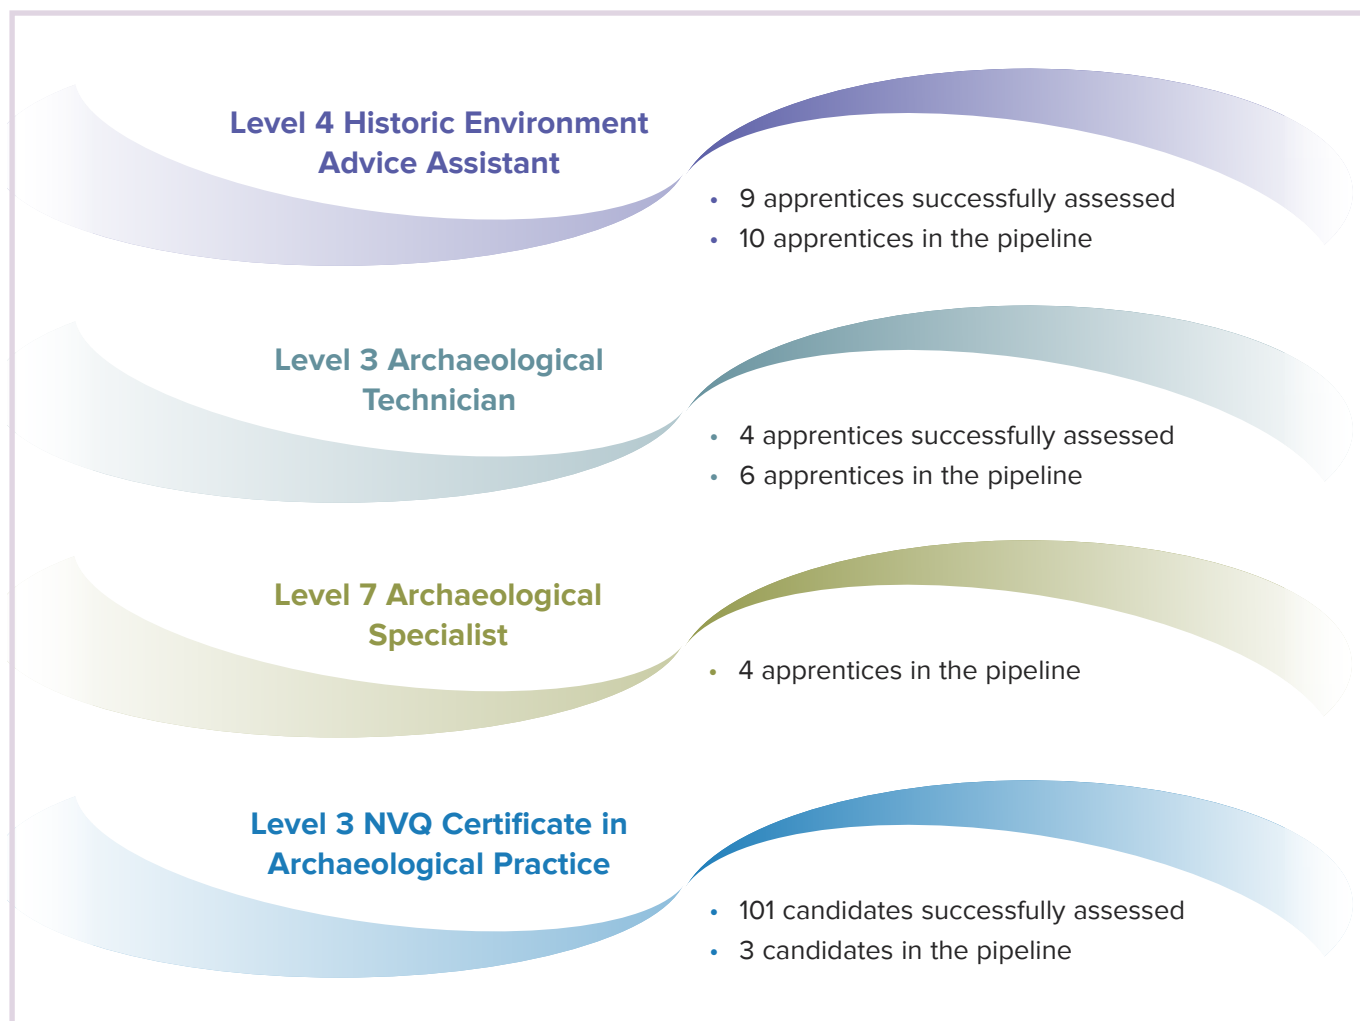 Level 4 Historic Environment
Advice Assistant
• 9 apprentices successfully assessed
• 10 apprentices in the pipeline
Level 3 Archaeological
Technician
• 4 apprentices successfully assessed
• 6 apprentices in the pipeline
Level 7 Archaeological
Specialist
• 4 apprentices in the pipeline
Level 3 NVQ Certificate in
Archaeological Practice
• 101 candidates successfully assessed
• 3 candidates in the pipeline